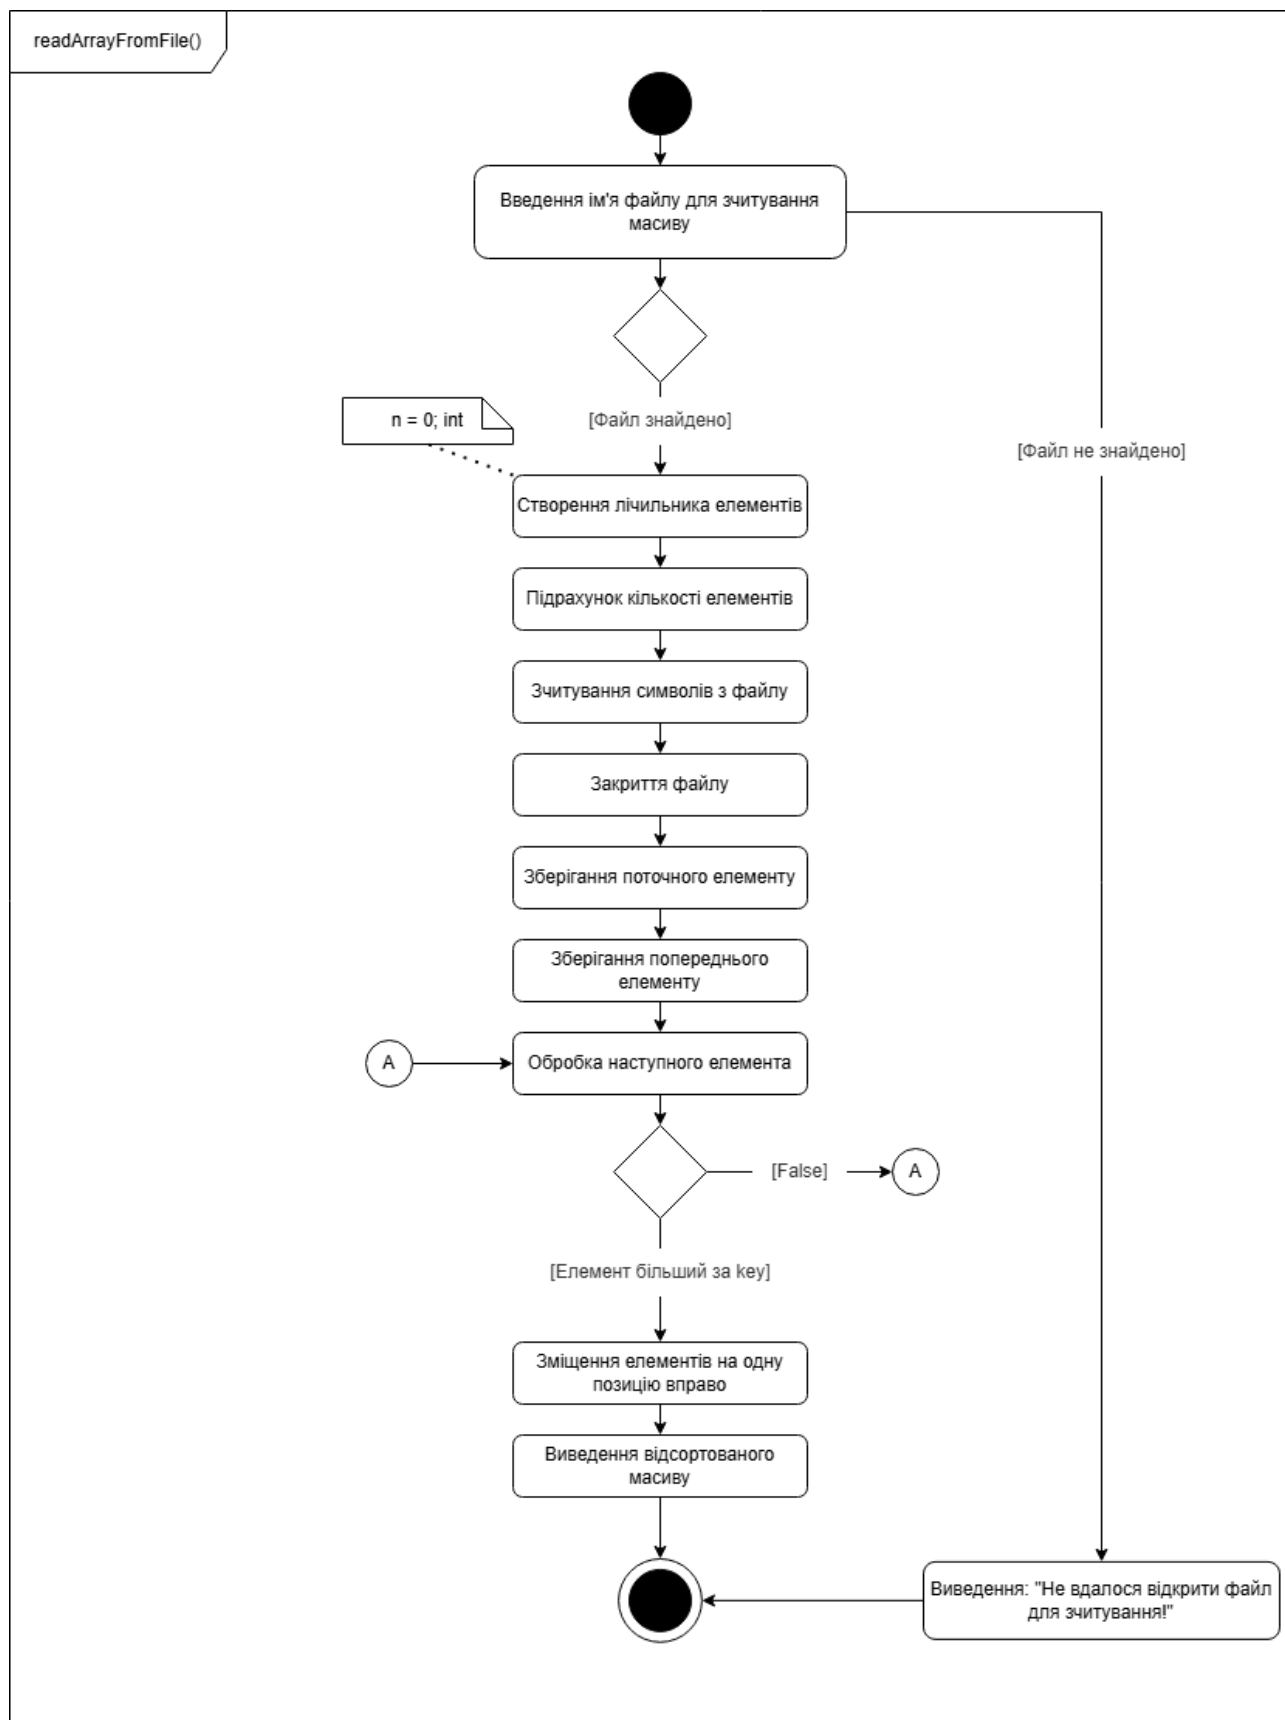 readArrayFromFile()
Введення ім'я файлу для зчитування
масиву
[Файл знайдено]
n = 0; int
[Файл не знайдено]
Створення лічильника елементів
Підрахунок кількості елементів
Зчитування символів з файлу
Закриття файлу
Зберігання поточного елементу
Зберігання попереднього
елементу
A
Обробка наступного елемента
[False]
A
[Елемент більший за key]
Зміщення елементів на одну
позицію вправо
Виведення відсортованого
масиву
Виведення: "Не вдалося відкрити файл
для зчитування!"